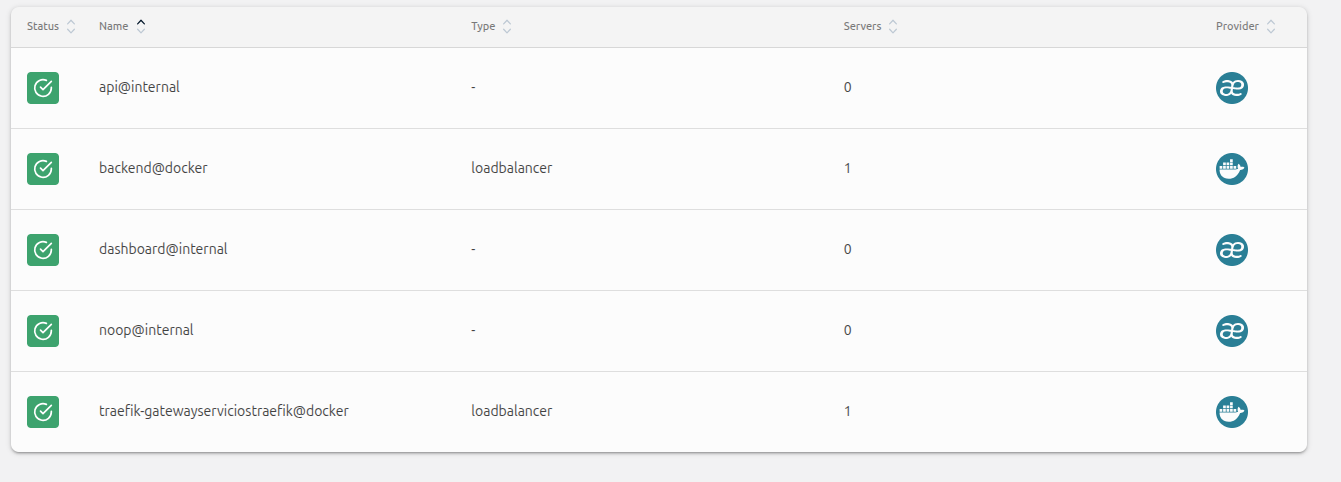 Status Name Type Servers Provider
api@internal - 0
backend@docker loadbalancer 1
dashboard@internal - 0
noop@internal - 0
traefik-gatewayserviciostraefik@docker loadbalancer 1